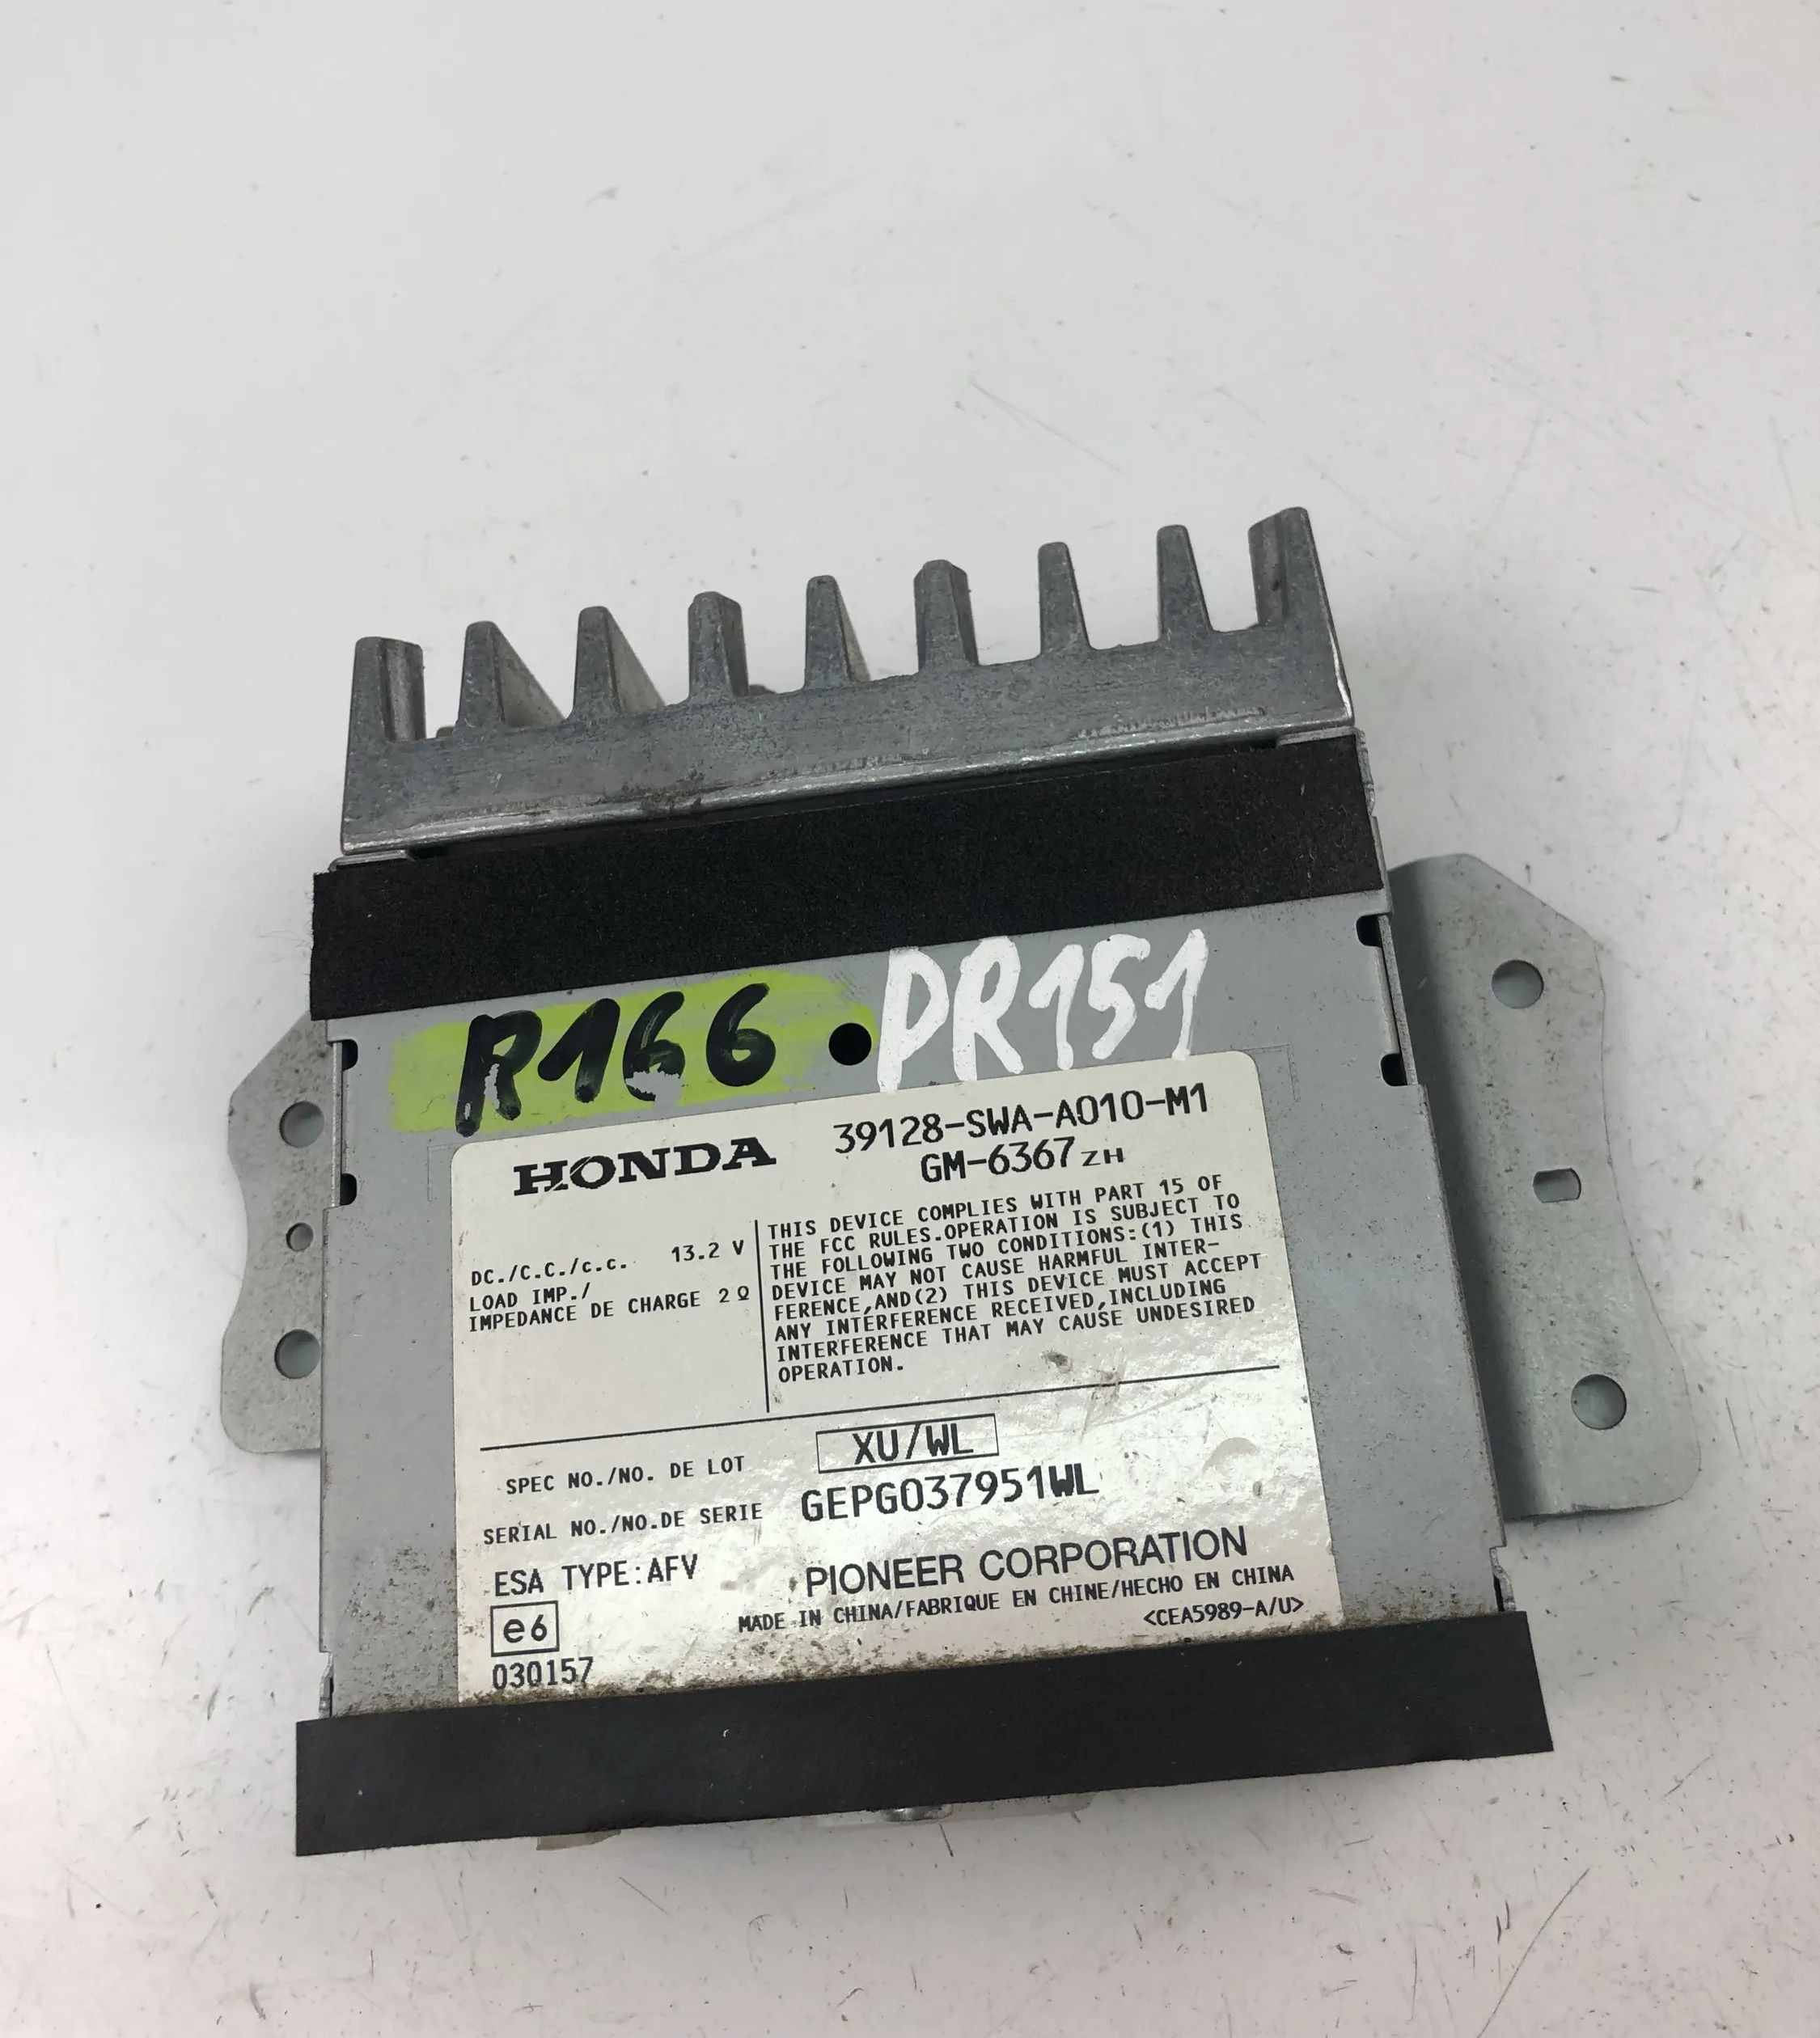 R166 PR151
HONDA 39128-SWA-A010-M1
GM-6367ZH
DC./C.C./c.c. 13.2 V
LOAD IMP./
IMPEDANCE DE CHARGE 2 Ω
THIS DEVICE COMPLIES WITH PART 15 OF
THE FCC RULES.OPERATION IS SUBJECT TO
THE FOLLOWING TWO CONDITIONS:(1) THIS
DEVICE MAY NOT CAUSE HARMFUL INTER-
FERENCE,AND(2) THIS DEVICE MUST ACCEPT
ANY INTERFERENCE RECEIVED,INCLUDING
INTERFERENCE THAT MAY CAUSE UNDESIRED
OPERATION.
SPEC NO./NO. DE LOT XU/WL
SERIAL NO./NO.DE SERIE GEPG037951WL
ESA TYPE:AFV PIONEER CORPORATION
MADE IN CHINA/FABRIQUE EN CHINE/HECHO EN CHINA
e6 <CEA5989-A/U>
030157